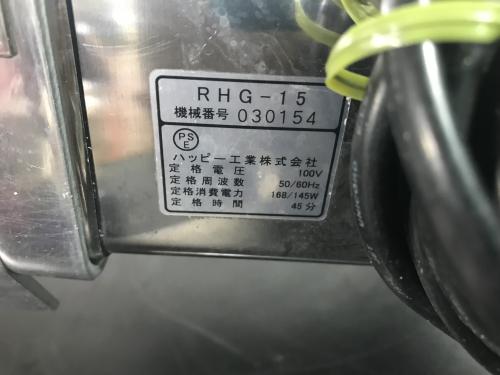 RHG-15
機械番号 030154
PS
E
ハッピー工業株式会社
定格電圧 100V
定格周波数 50/60Hz
定格消費電力 168/145W
定格時間 45分